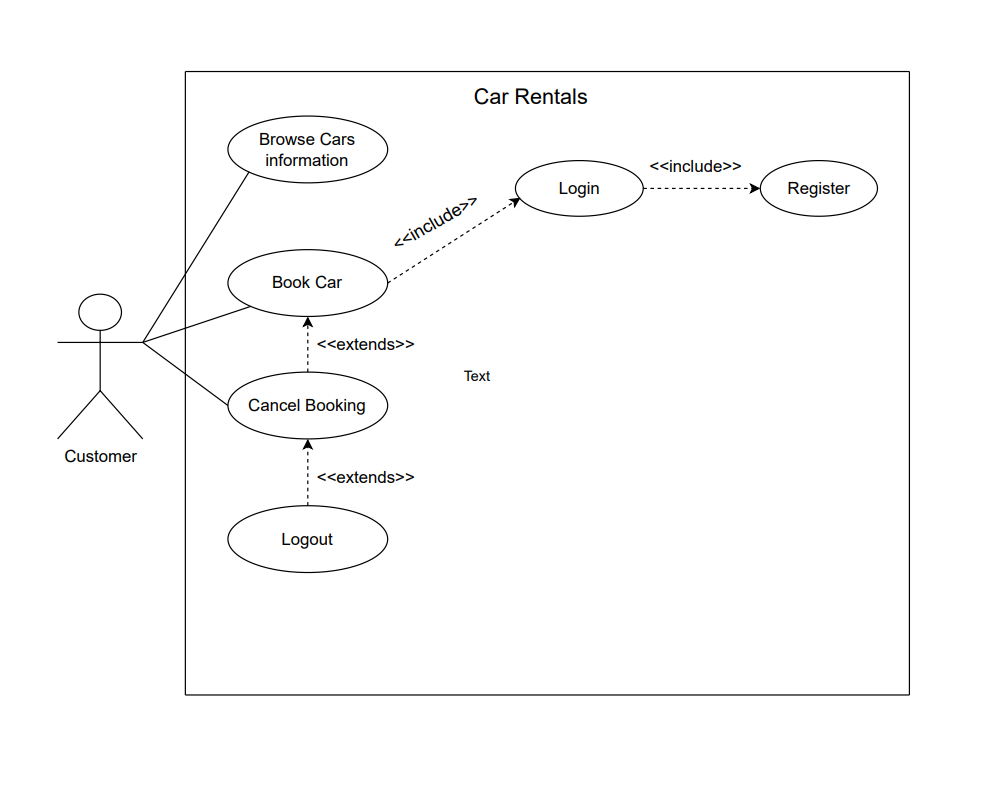 Car Rentals
Browse Cars
information
<<include>>
Login
Register
<<include>>
Book Car
<<extends>>
Text
Cancel Booking
Customer
<<extends>>
Logout